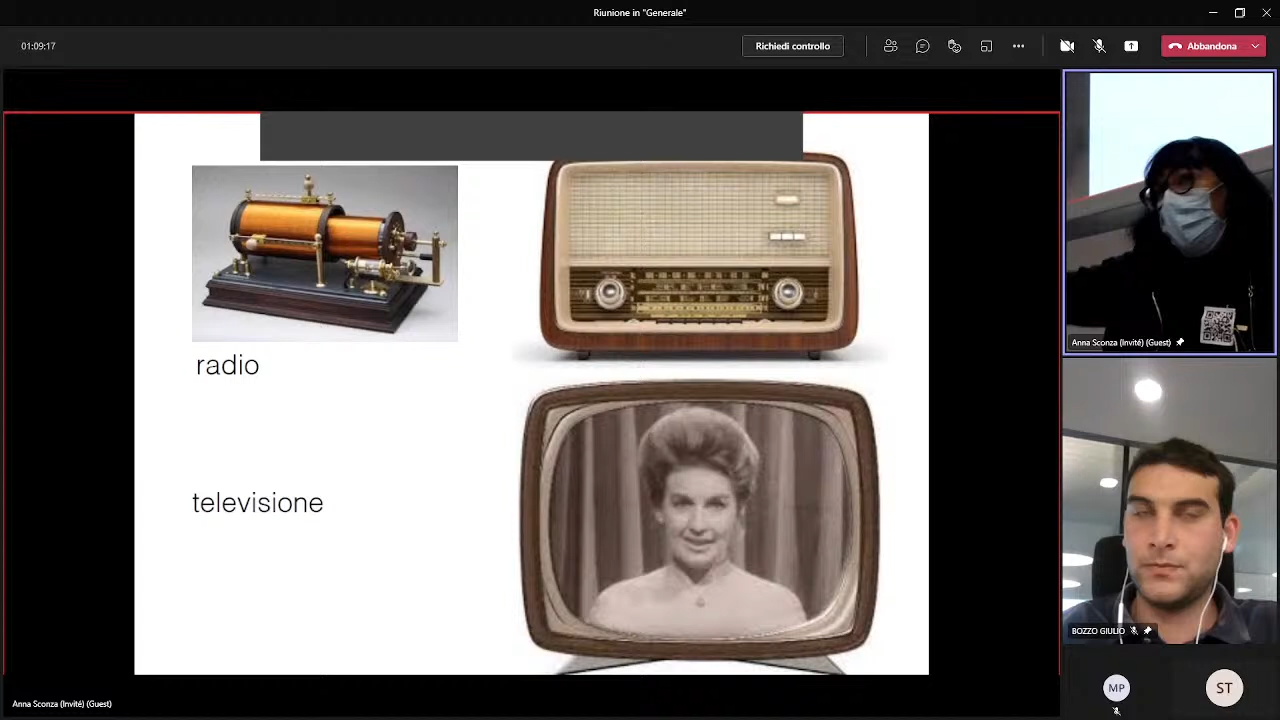 Riunione in "Generale"
01:09:17
Richiedi controllo
Abbandona
radio
televisione
Anna Sconza (Invité) (Guest)
BOZZO GIULIO
MP
ST
Anna Sconza (Invité) (Guest)